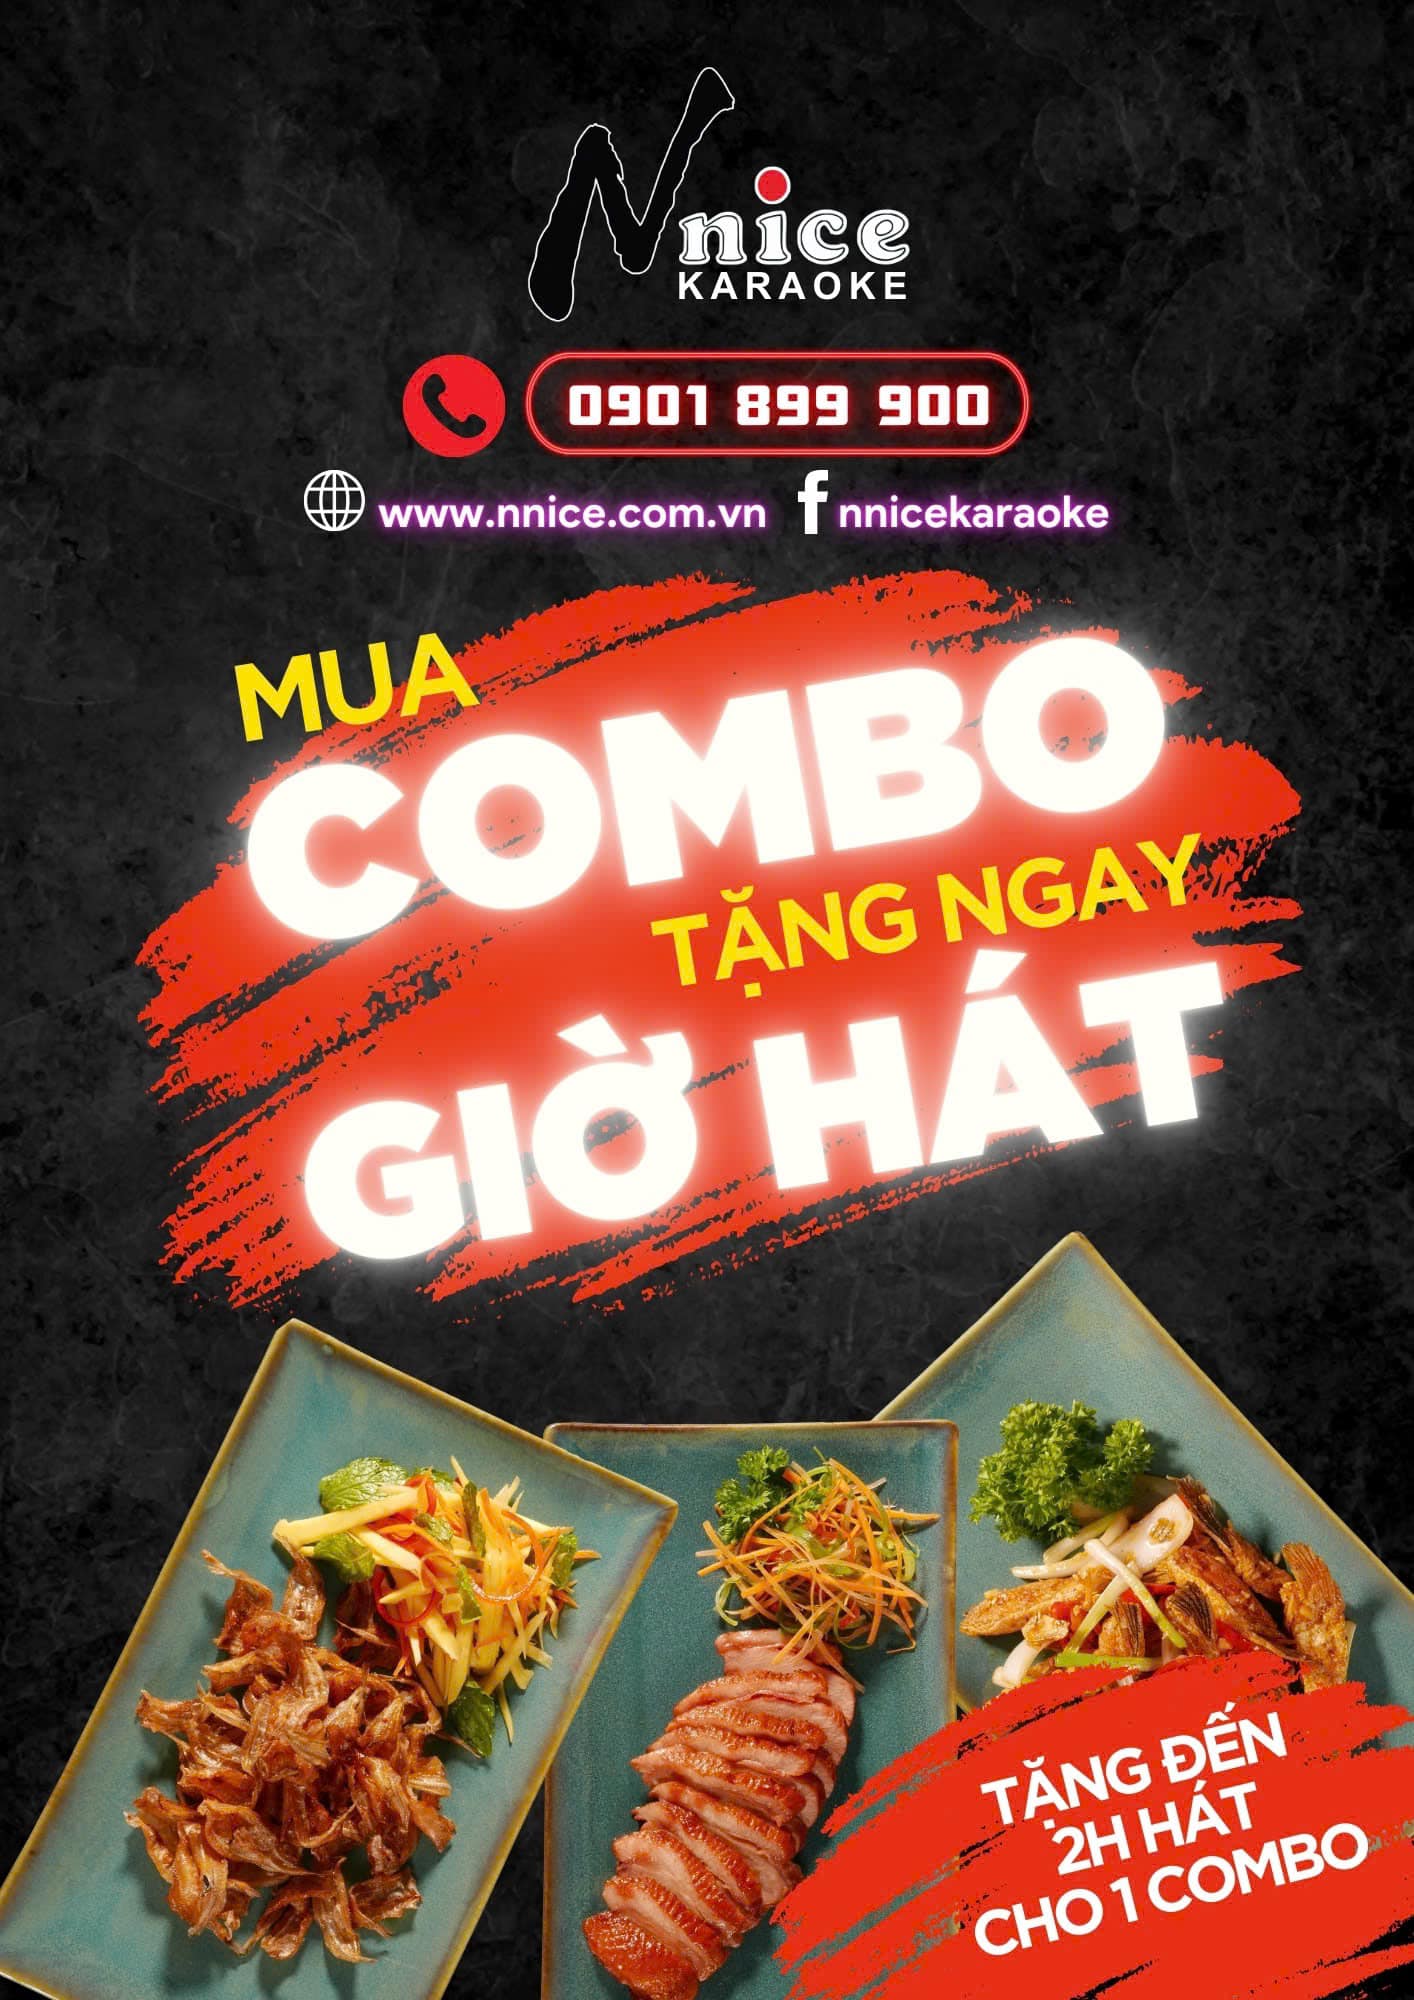 Nnice
KARAOKE
0901 899 900
www.nnice.com.vn nnicekaraoke
MUA
COMBO
TẶNG NGAY
GIỜ HÁT
TẶNG ĐẾN
2H HÁT
CHO 1 COMBO